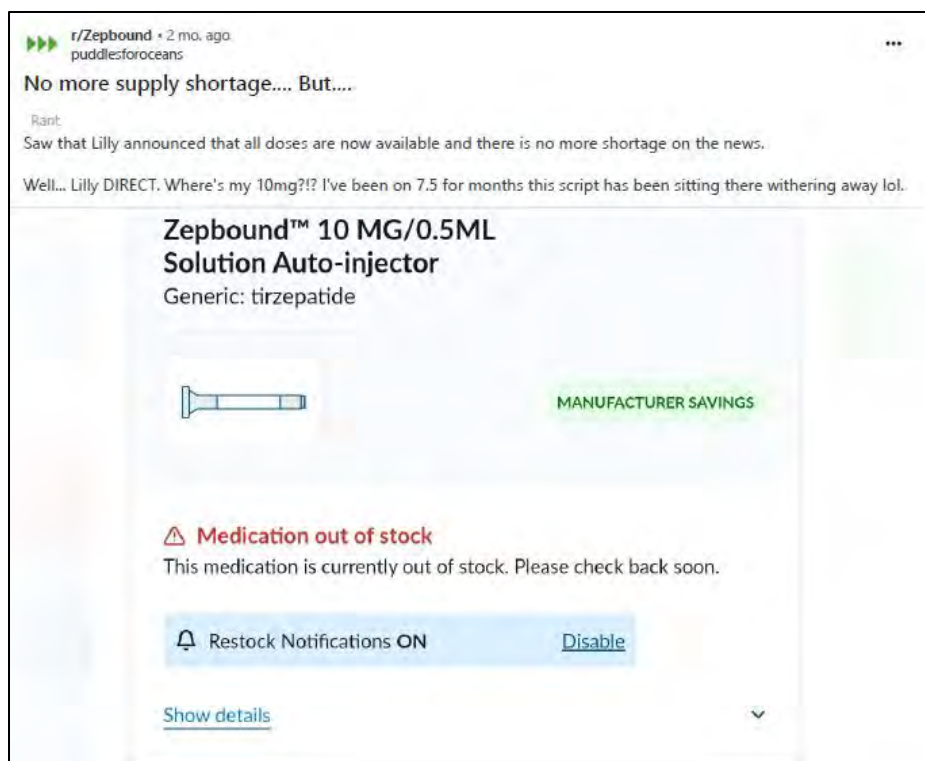 r/Zepbound • 2 mo. ago
puddlesforoceans
No more supply shortage.... But....
Rant
Saw that Lilly announced that all doses are now available and there is no more shortage on the news.
Well... Lilly DIRECT. Where's my 10mg?!? I've been on 7.5 for months this script has been sitting there withering away lol.
Zepbound™ 10 MG/0.5ML
Solution Auto-injector
Generic: tirzepatide
MANUFACTURER SAVINGS
Medication out of stock
This medication is currently out of stock. Please check back soon.
Restock Notifications ON Disable
Show details